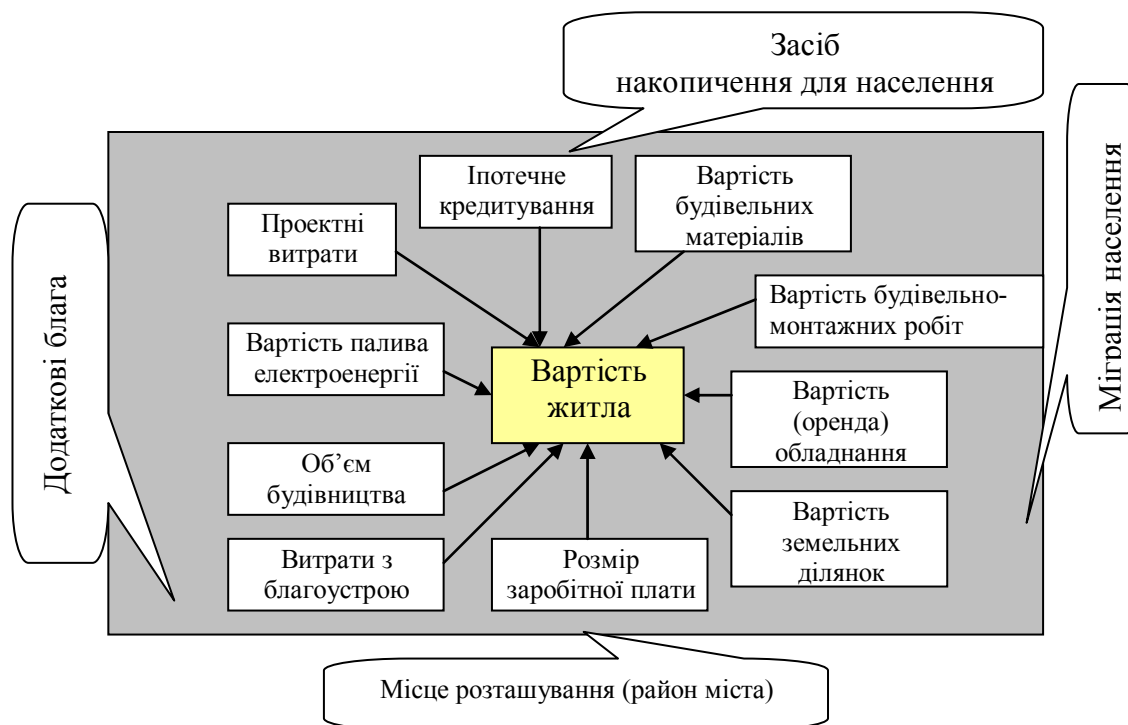 Засіб
накопичення для населення
Іпотечне
кредитування
Вартість
будівельних
матеріалів
Проектні
витрати
Вартість будівельно-
монтажних робіт
Вартість палива
електроенергії
Вартість
житла
Вартість
(оренда)
обладнання
Об’єм
будівництва
Вартість
земельних
ділянок
Витрати з
благоустрою
Розмір
заробітної плати
Додаткові блага
Міграція населення
Місце розташування (район міста)